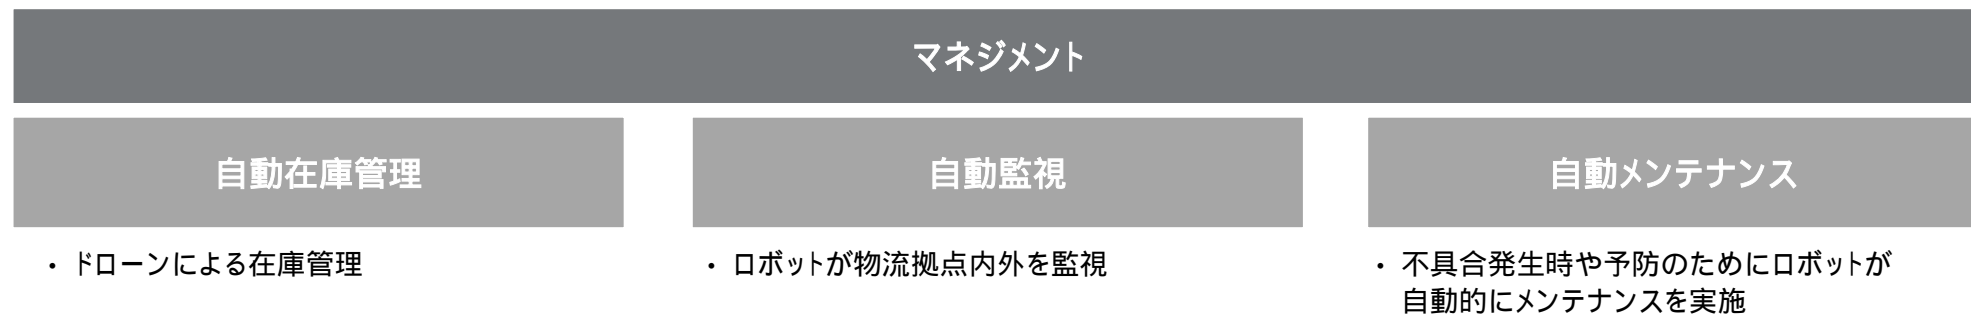 マネジメント
自動在庫管理
自動監視
自動メンテナンス
・ ドローンによる在庫管理
・ ロボットが物流拠点内外を監視
・ 不具合発生時や予防のためにロボットが
自動的にメンテナンスを実施